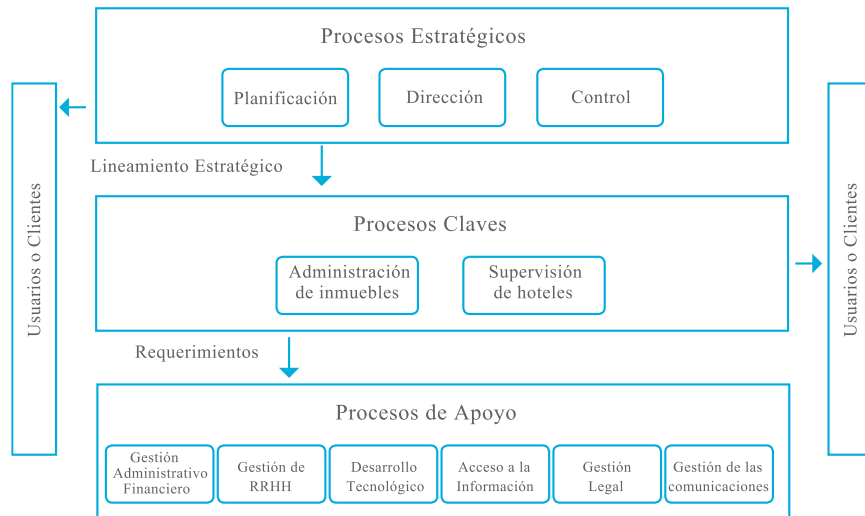 Procesos Estratégicos
Planificación
Dirección
Control
Usuarios o Clientes
Lineamiento Estratégico
Procesos Claves
Administración
de inmuebles
Supervisión
de hoteles
Usuarios o Clientes
Requerimientos
Procesos de Apoyo
Gestión
Administrativo
Financiero
Gestión de
RRHH
Desarrollo
Tecnológico
Acceso a la
Información
Gestión
Legal
Gestión de las
comunicaciones